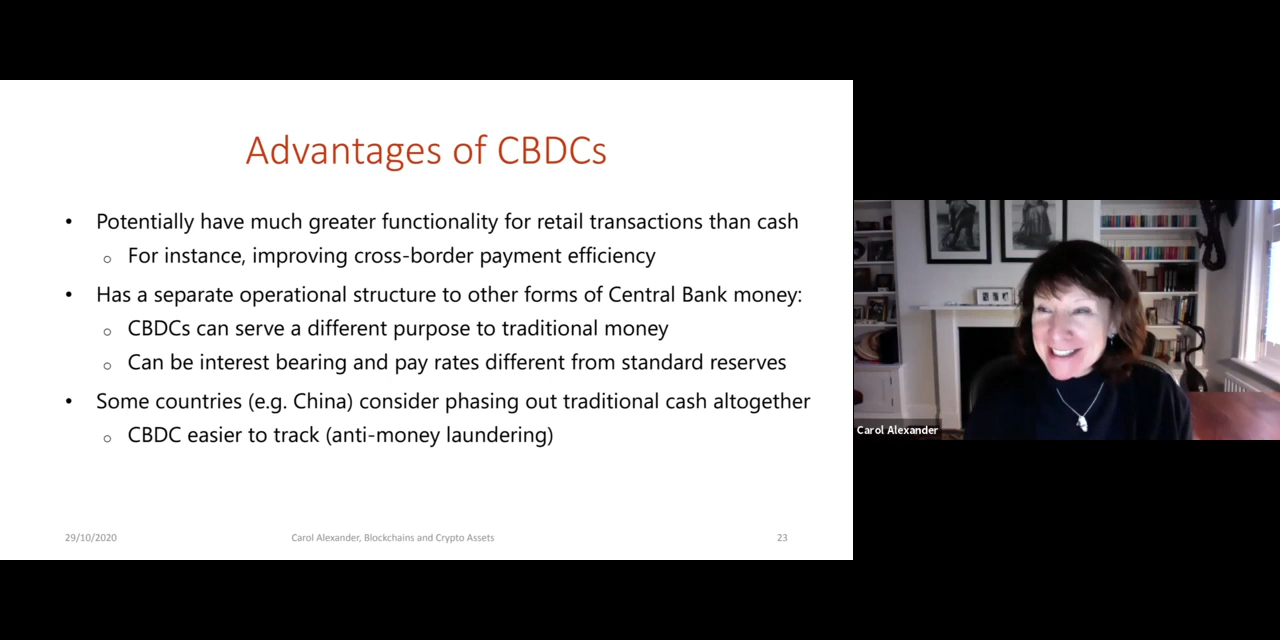 Advantages of CBDCs
• Potentially have much greater functionality for retail transactions than cash
o For instance, improving cross-border payment efficiency
• Has a separate operational structure to other forms of Central Bank money:
o CBDCs can serve a different purpose to traditional money
o Can be interest bearing and pay rates different from standard reserves
• Some countries (e.g. China) consider phasing out traditional cash altogether
o CBDC easier to track (anti-money laundering)
29/10/2020
Carol Alexander, Blockchains and Crypto Assets
23
Carol Alexander